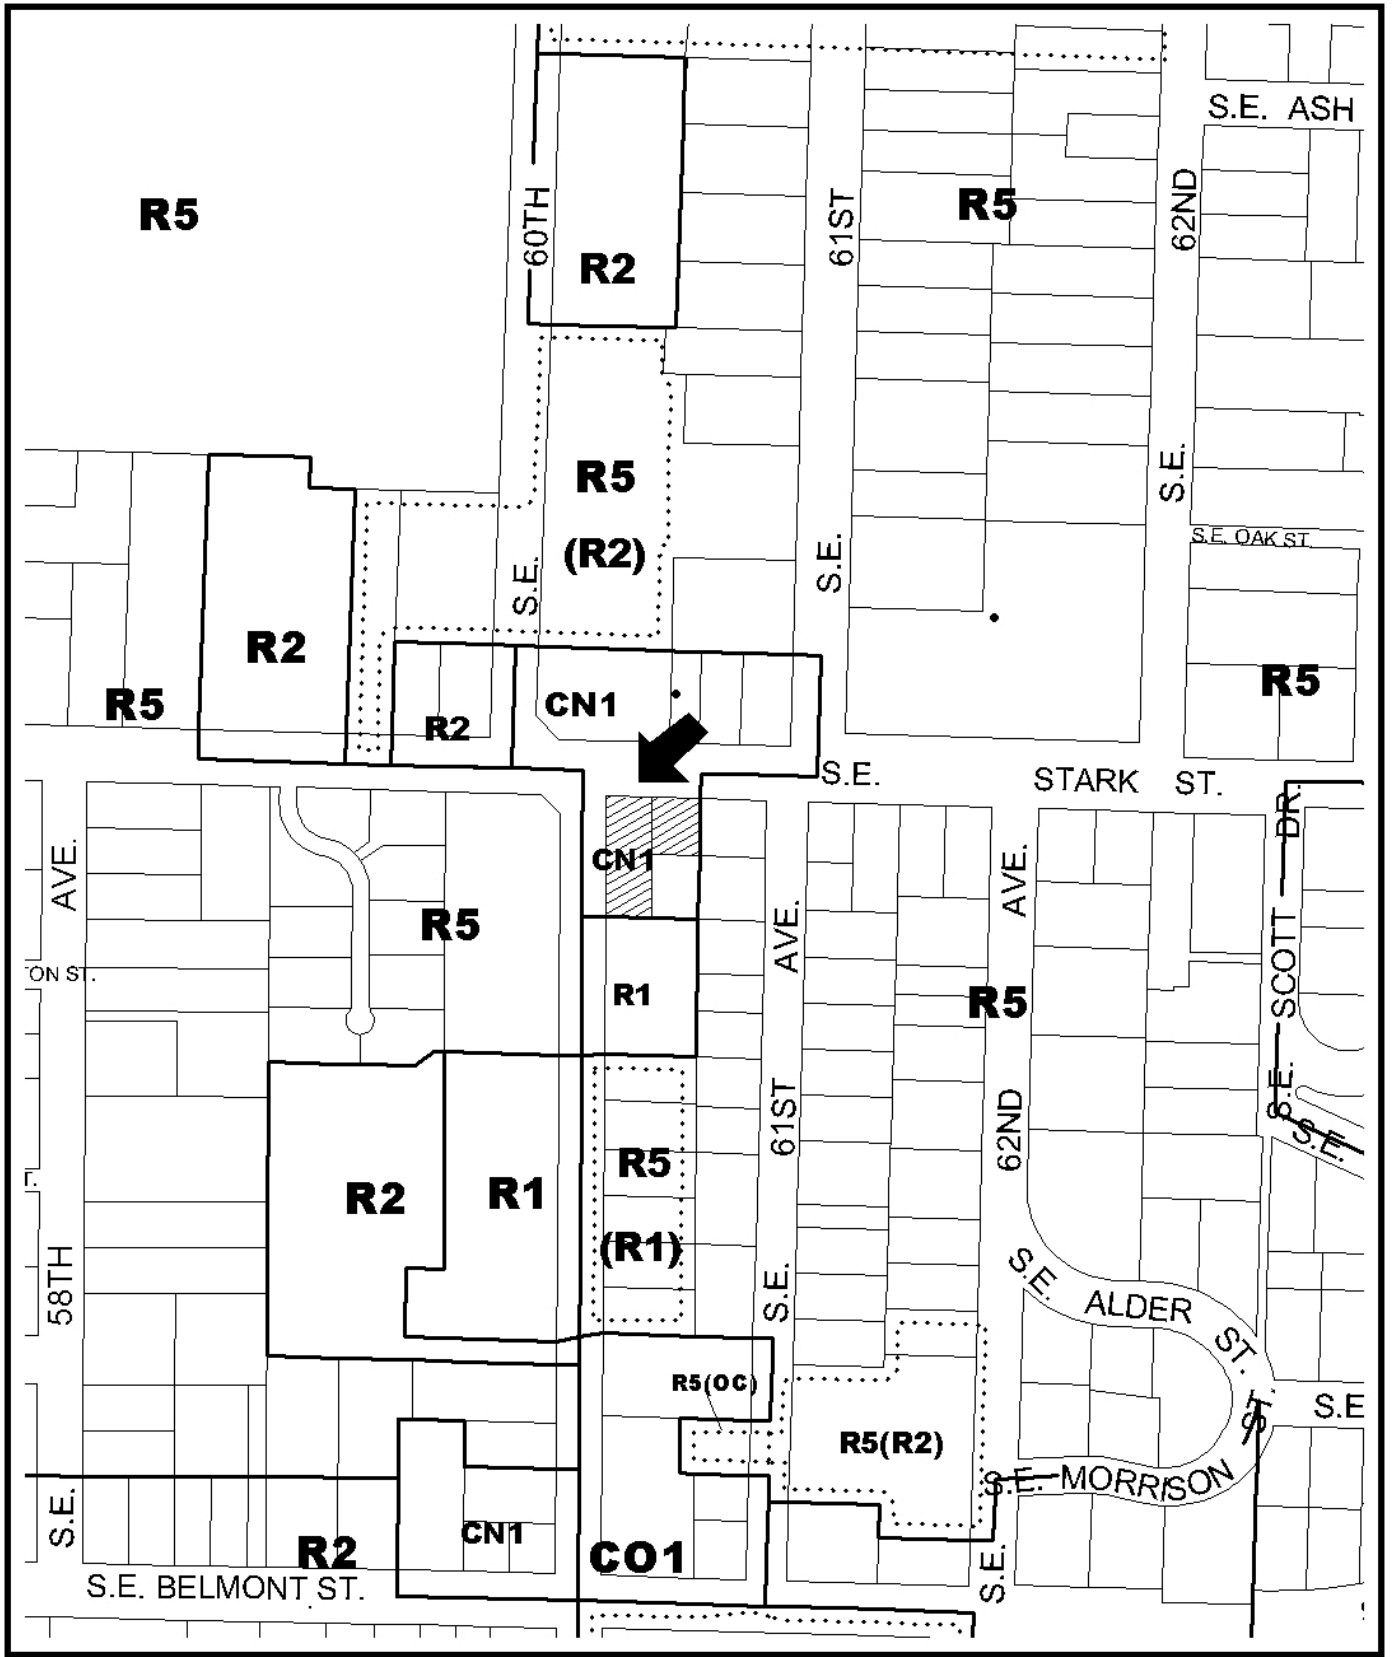 S.E. ASH
R5
60TH
R2
61ST
R5
62ND
R5
(R2)
S.E.
S.E.
S.E.
S.E. OAK ST.
R2
R5
R2
CN1
R5
S.E.
STARK ST.
DR.
AVE.
CN1
AVE.
R5
AVE.
SCOTT
ON ST.
R1
R5
S.E.
S.E.
61ST
62ND
R5
T.
R2
R1
(R1)
58TH
S.E.
S.E.
ALDER
ST.
R5(OC)
ST.
S.E
R5(R2)
S.E. MORRISON
S.E.
CN1
R2
CO1
S.E.
S.E. BELMONT ST.